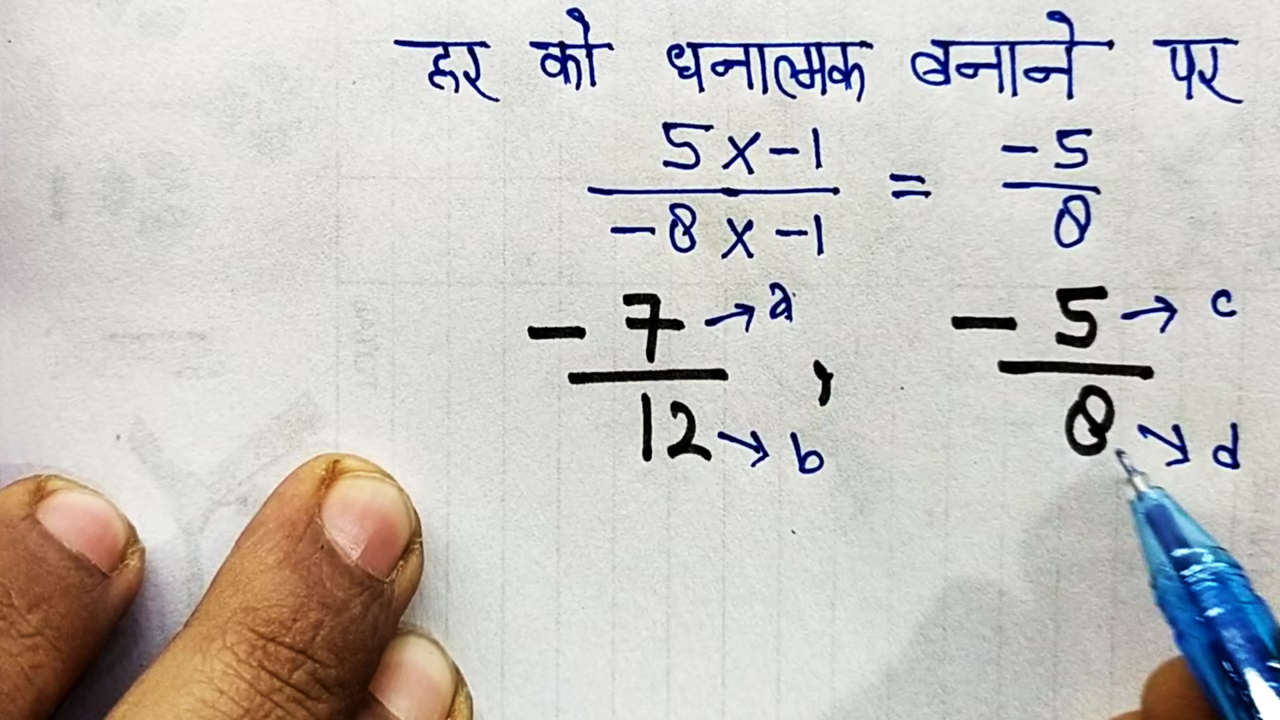 हर को धनात्मक बनाने पर
5 x -1 = -5
-8 x -1 8
- 7 → a , - 5 → c
12 → b 8 → d